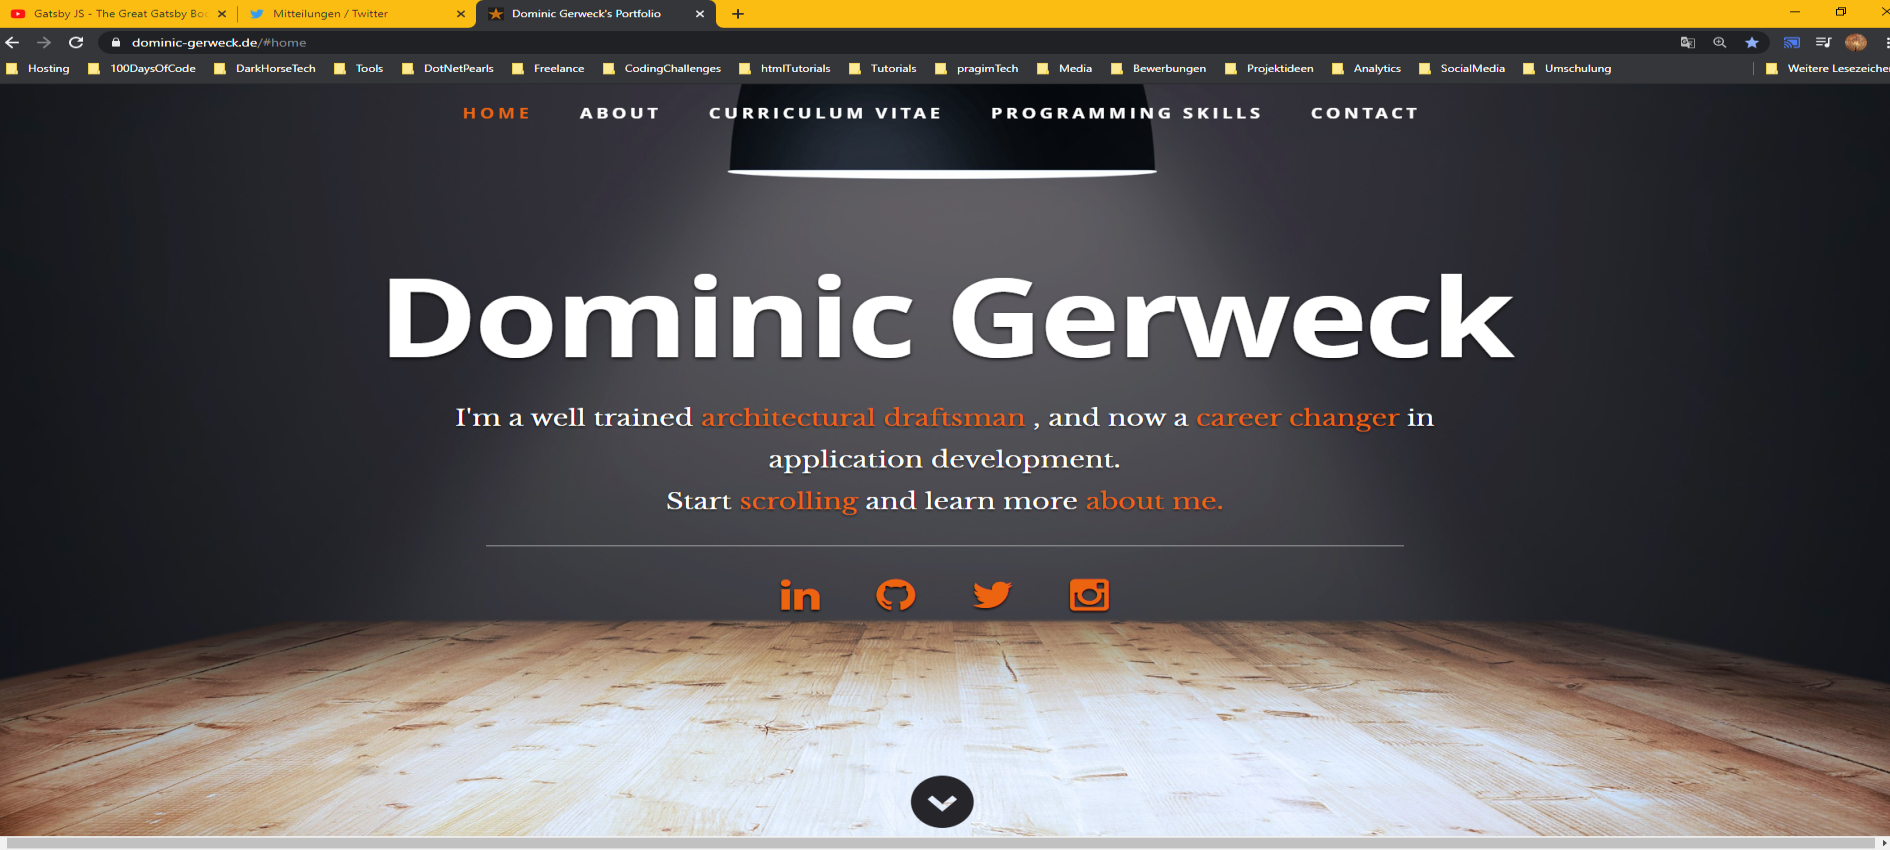 Gatsby JS - The Great Gatsby Boo
Mitteilungen / Twitter
Dominic Gerweck's Portfolio
dominic-gerweck.de/#home
Hosting 100DaysOfCode DarkHorseTech Tools DotNetPearls Freelance CodingChallenges htmlTutorials Tutorials pragimTech Media Bewerbungen Projektideen Analytics SocialMedia Umschulung Weitere Lesezeichen
HOME ABOUT CURRICULUM VITAE PROGRAMMING SKILLS CONTACT
Dominic Gerweck
I'm a well trained architectural draftsman , and now a career changer in
application development.
Start scrolling and learn more about me.
in